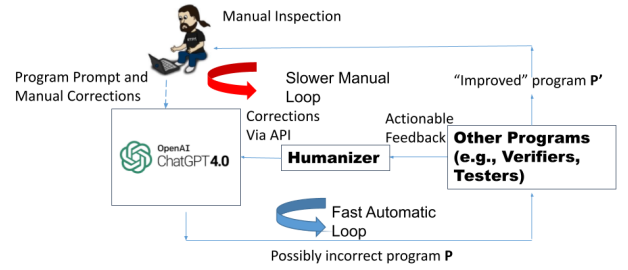 Manual Inspection
Program Prompt and
Manual Corrections
Slower Manual
Loop
"Improved" program P'
Corrections
Via API
Actionable
Feedback
OpenAI
ChatGPT 4.0
Humanizer
Other Programs
(e.g., Verifiers,
Testers)
Fast Automatic
Loop
Possibly incorrect program P